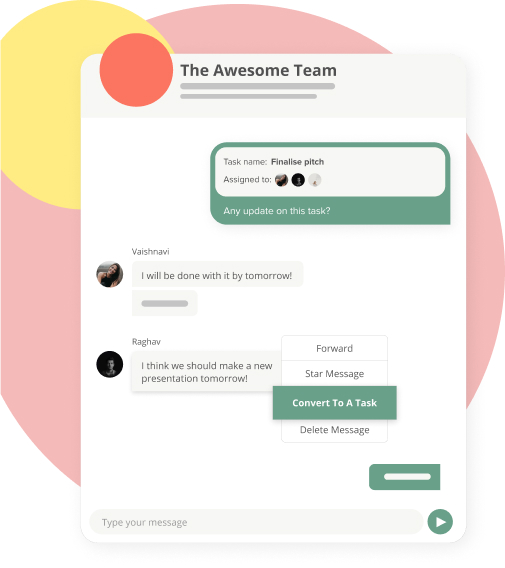 The Awesome Team
Task name: Finalise pitch
Assigned to:
Any update on this task?
Vaishnavi
I will be done with it by tomorrow!
Raghav
I think we should make a new
presentation tomorrow!
Forward
Star Message
Convert To A Task
Delete Message
Type your message